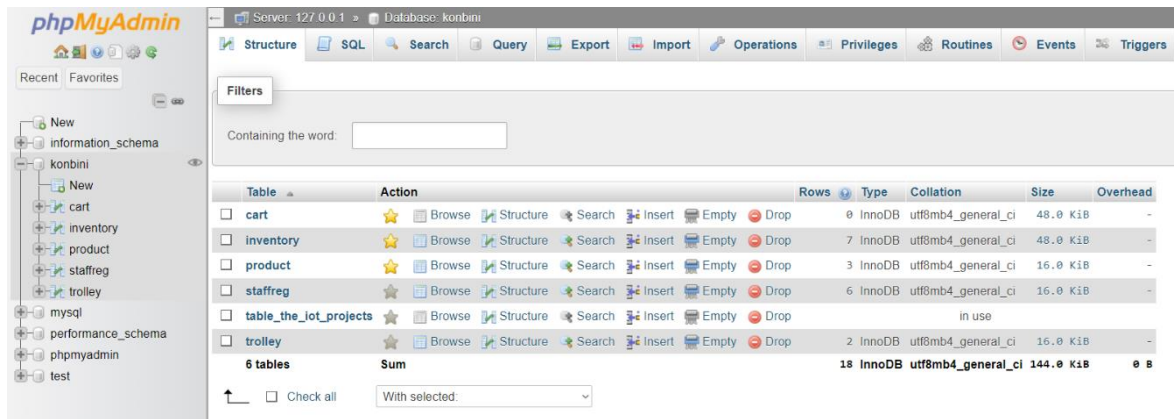 phpMyAdmin
Recent Favorites
New
information_schema
konbini
New
cart
inventory
product
staffreg
trolley
mysql
performance_schema
phpmyadmin
test
Server: 127.0.0.1 » Database: konbini
Structure SQL Search Query Export Import Operations Privileges Routines Events Triggers
Filters
Containing the word:
Table Action Rows Type Collation Size Overhead
cart Browse Structure Search Insert Empty Drop 0 InnoDB utf8mb4_general_ci 48.0 KiB -
inventory Browse Structure Search Insert Empty Drop 7 InnoDB utf8mb4_general_ci 48.0 KiB -
product Browse Structure Search Insert Empty Drop 3 InnoDB utf8mb4_general_ci 16.0 KiB -
staffreg Browse Structure Search Insert Empty Drop 6 InnoDB utf8mb4_general_ci 16.0 KiB -
table_the_iot_projects Browse Structure Search Insert Empty Drop in use
trolley Browse Structure Search Insert Empty Drop 2 InnoDB utf8mb4_general_ci 16.0 KiB -
6 tables Sum 18 InnoDB utf8mb4_general_ci 144.0 KiB 0 B
Check all With selected: